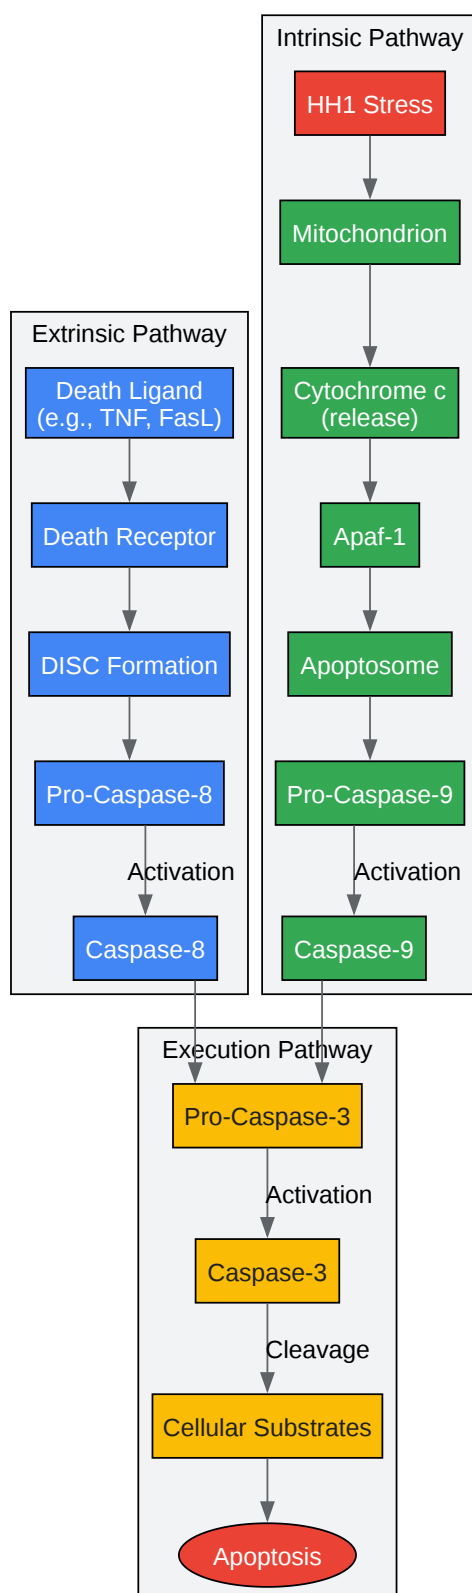 Intrinsic Pathway
HH1 Stress
Mitochondrion
Cytochrome c
(release)
Apaf-1
Apoptosome
Pro-Caspase-9
Activation
Caspase-9
Extrinsic Pathway
Death Ligand
(e.g., TNF, FasL)
Death Receptor
DISC Formation
Pro-Caspase-8
Activation
Caspase-8
Execution Pathway
Pro-Caspase-3
Activation
Caspase-3
Cleavage
Cellular Substrates
Apoptosis